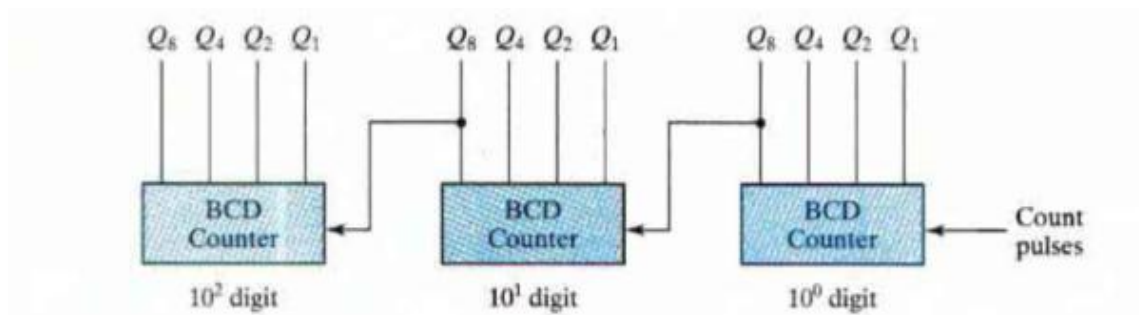 Q₈ Q₄ Q₂ Q₁ Q₈ Q₄ Q₂ Q₁ Q₈ Q₄ Q₂ Q₁
BCD
Counter
BCD
Counter
BCD
Counter
Count
pulses
10² digit
10¹ digit
10⁰ digit